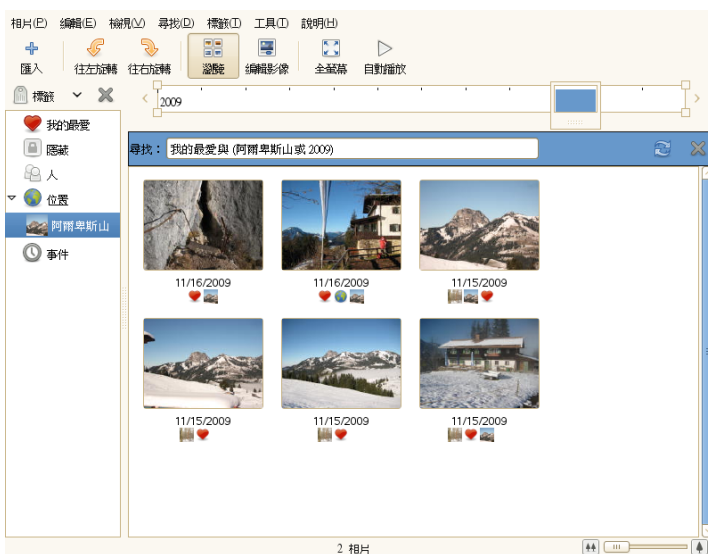 相片(P) 編輯(E) 檢視(V) 尋找(D) 標籤(T) 工具(T) 說明(H)
匯入 往左旋轉 往右旋轉 瀏覽 編輯影像 全螢幕 自動播放
標籤
2009
我的最愛
隱藏
人
位置
阿爾卑斯山
事件
尋找： 我的最愛與 (阿爾卑斯山或 2009)
11/16/2009 11/16/2009 11/15/2009
11/15/2009 11/15/2009 11/15/2009
2 相片